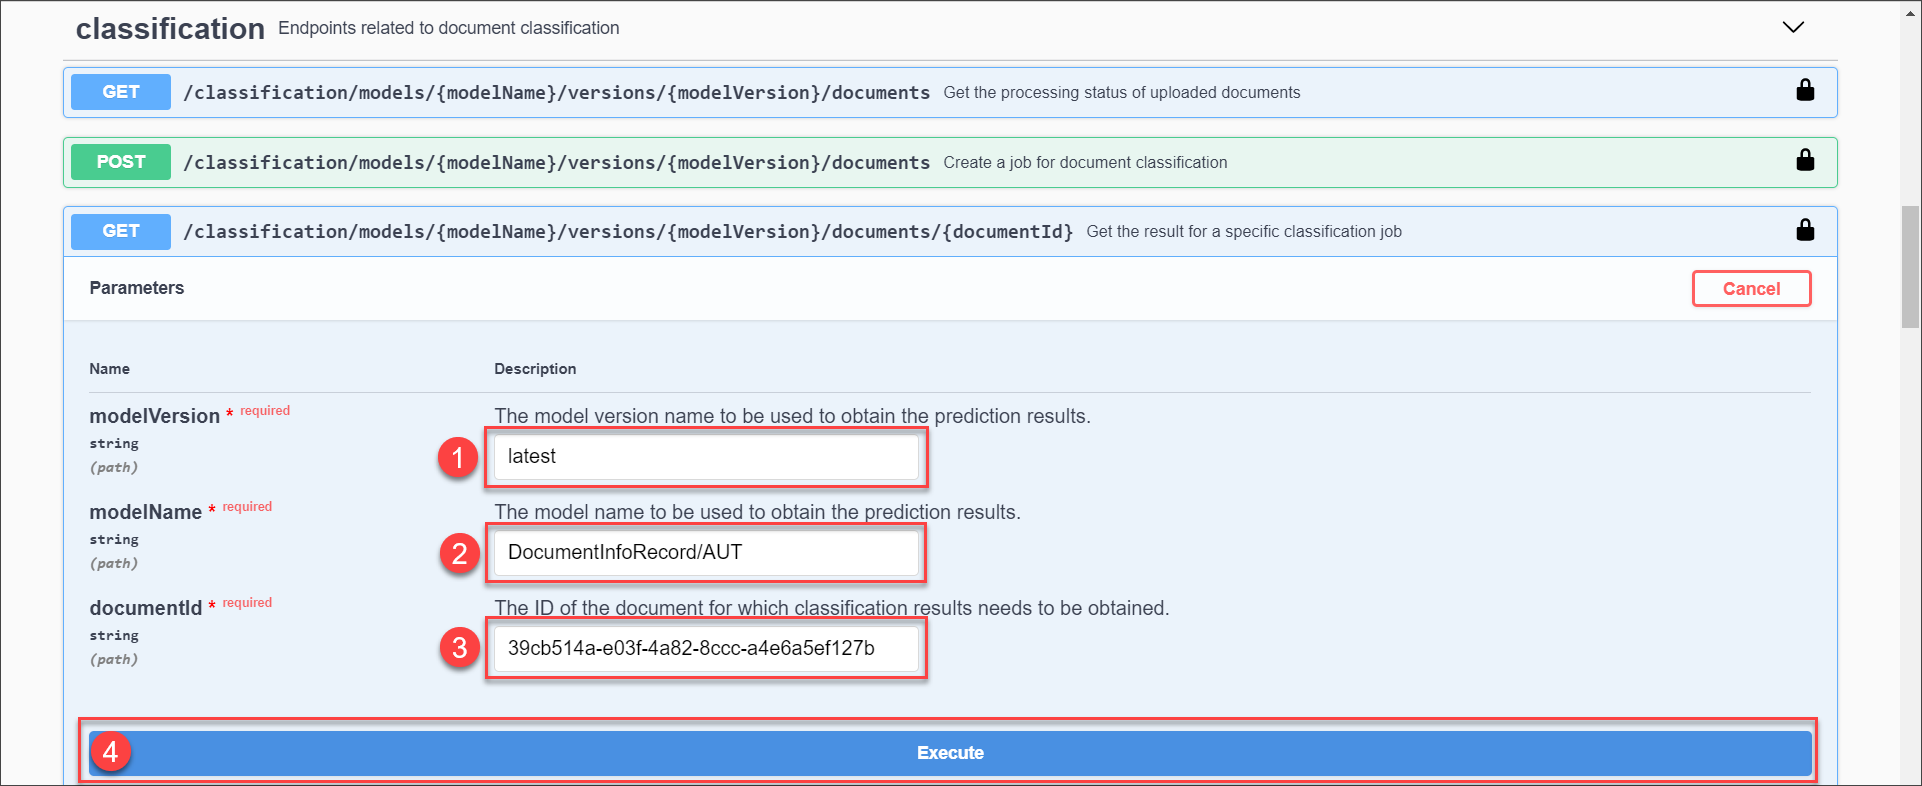 classification Endpoints related to document classification
GET /classification/models/{modelName}/versions/{modelVersion}/documents Get the processing status of uploaded documents
POST /classification/models/{modelName}/versions/{modelVersion}/documents Create a job for document classification
GET /classification/models/{modelName}/versions/{modelVersion}/documents/{documentId} Get the result for a specific classification job
Parameters Cancel
Name Description
modelVersion * required The model version name to be used to obtain the prediction results.
string
1 latest
(path)
modelName * required The model name to be used to obtain the prediction results.
string
2 DocumentInfoRecord/AUT
(path)
documentId * required The ID of the document for which classification results needs to be obtained.
string
3 39cb514a-e03f-4a82-8ccc-a4e6a5ef127b
(path)
4 Execute